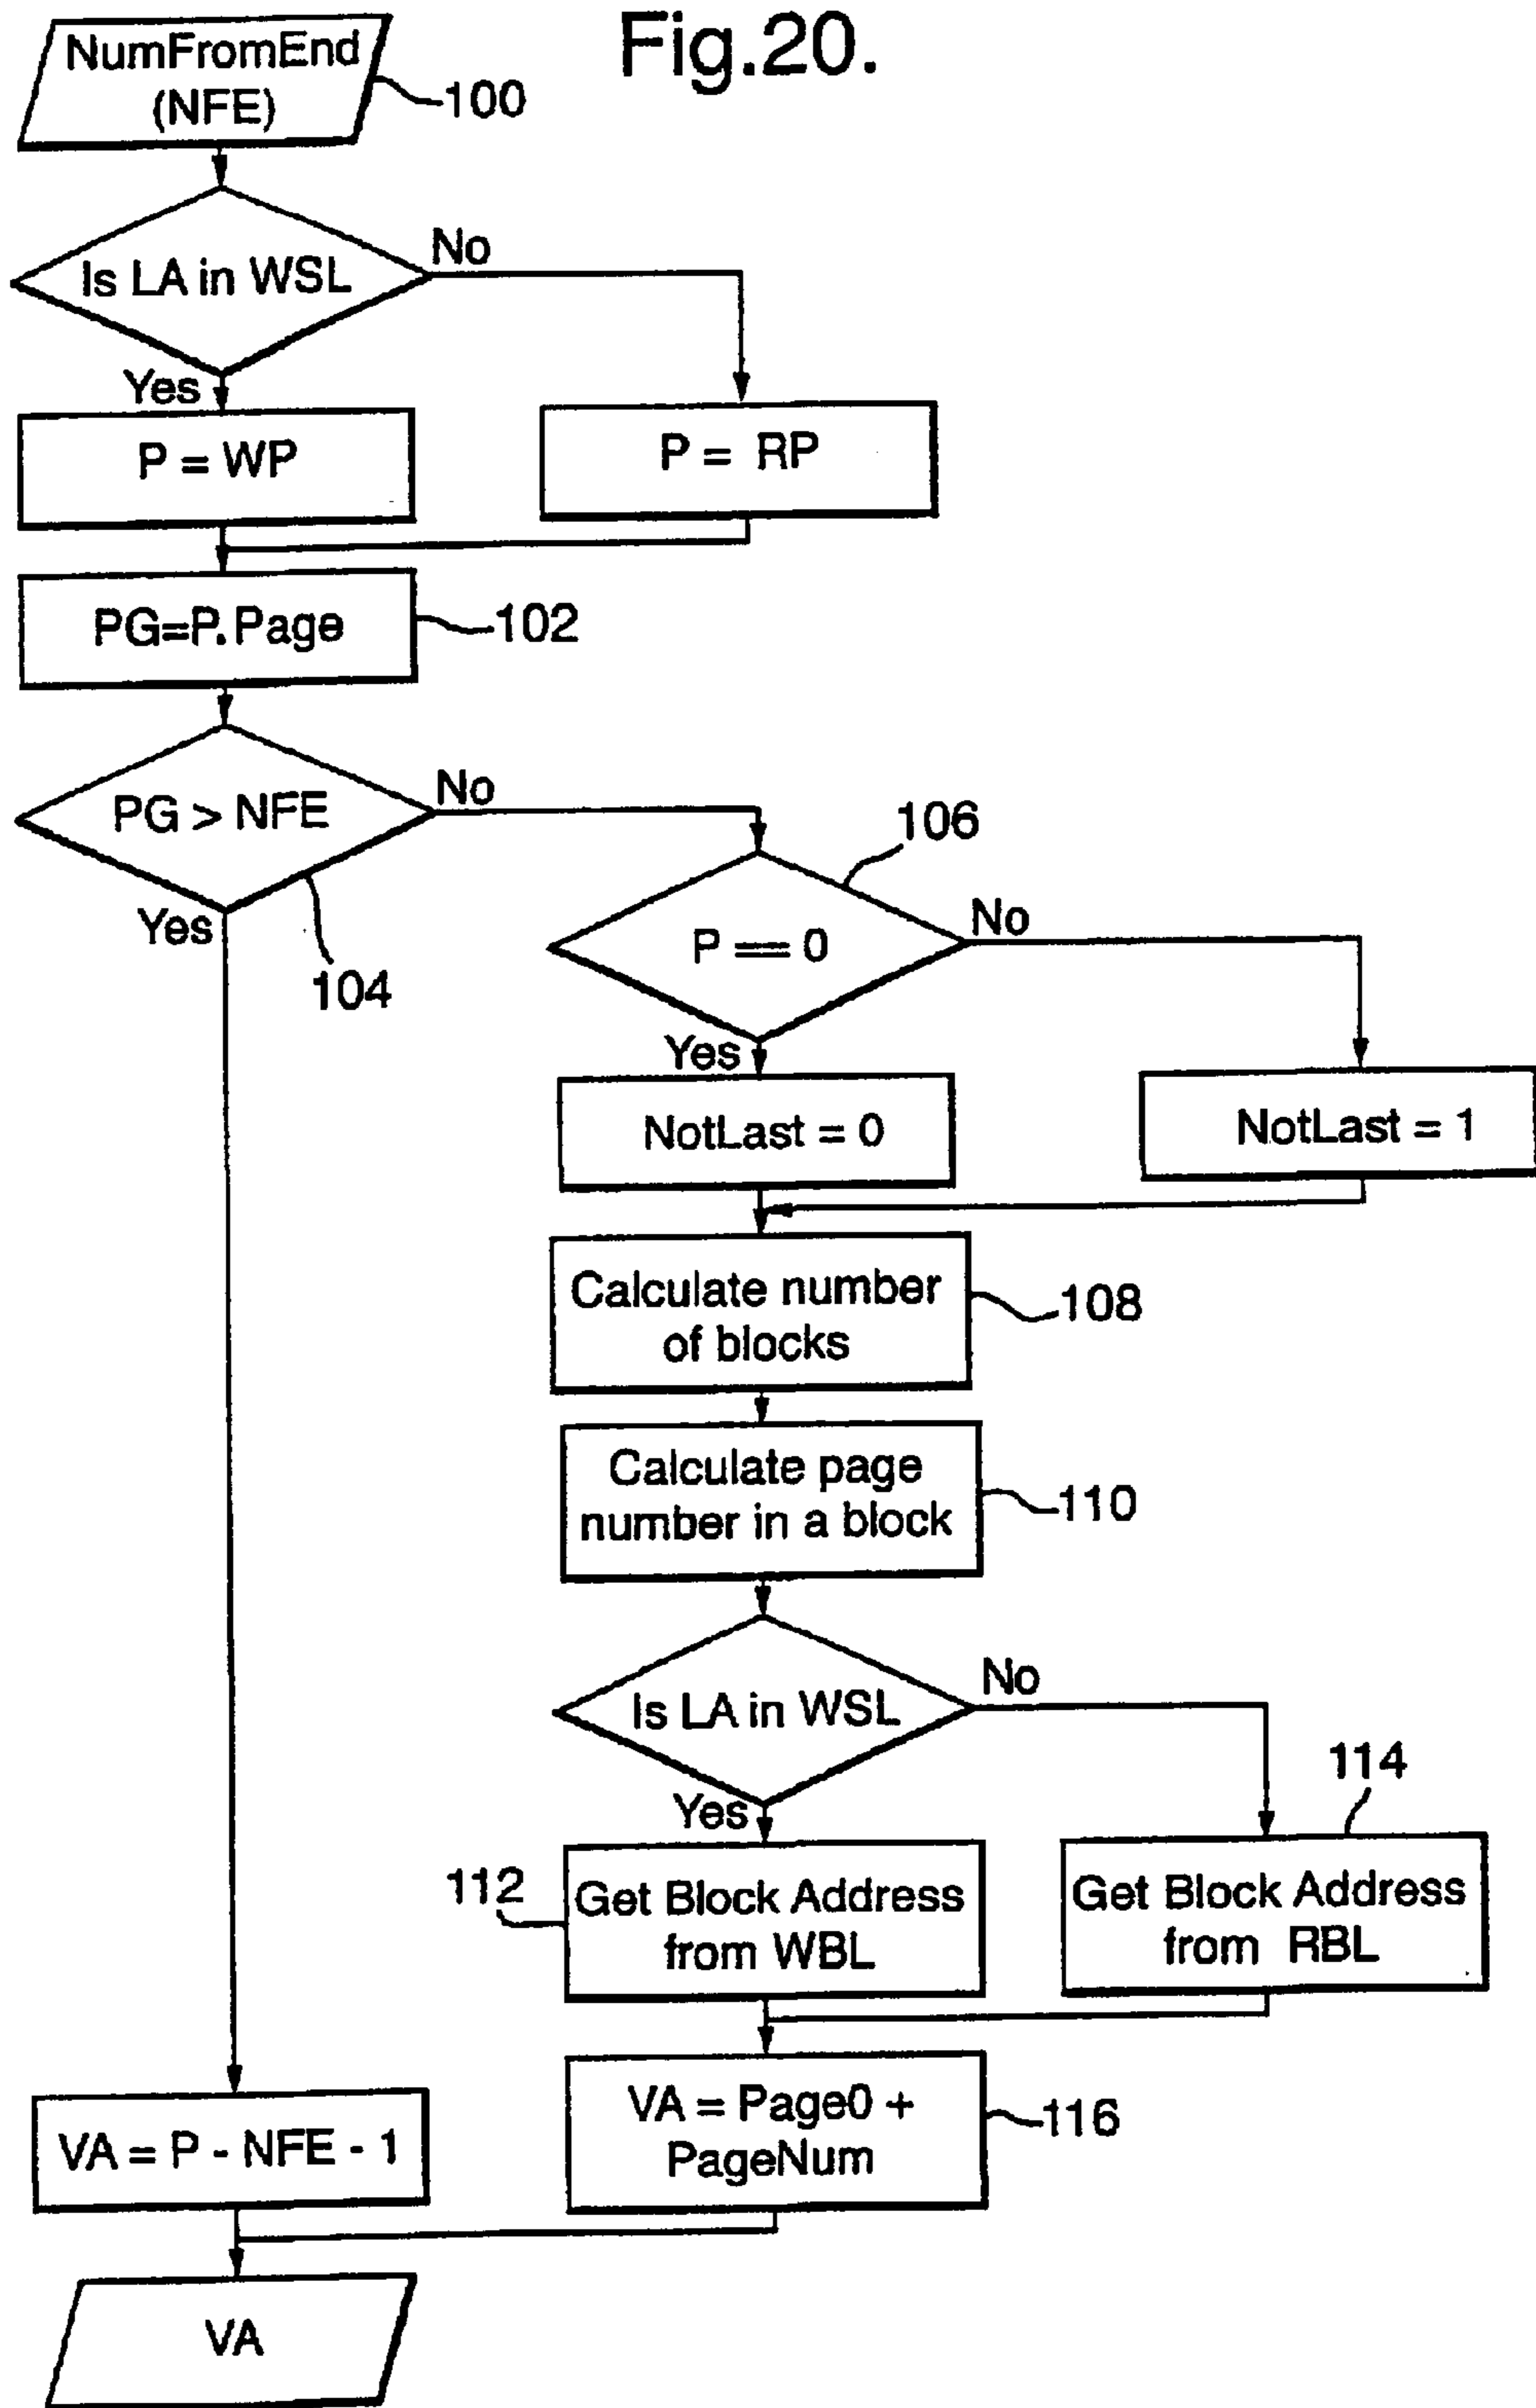 Fig.20.
NumFromEnd
(NFE)
100
Is LA in WSL
No
Yes
P = WP
P = RP
PG=P.Page
102
PG > NFE
No
Yes
104
106
P == 0
No
Yes
NotLast = 0
NotLast = 1
Calculate number
of blocks
108
Calculate page
number in a block
110
Is LA in WSL
No
Yes
114
112
Get Block Address
from WBL
Get Block Address
from RBL
VA = P - NFE - 1
VA = Page0 +
PageNum
116
VA